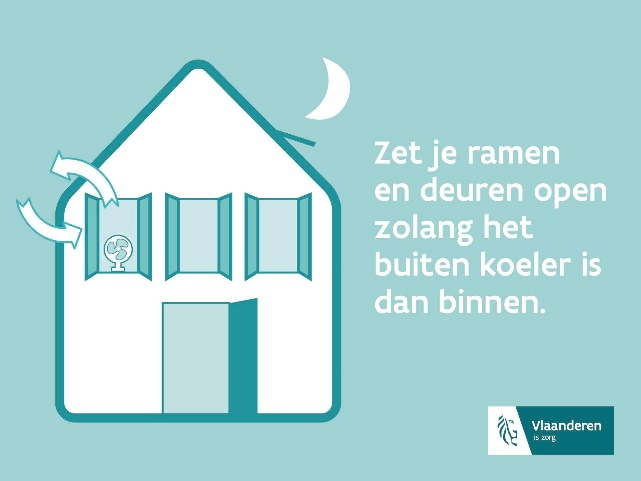 Zet je ramen
en deuren open
zolang het
buiten koeler is
dan binnen.
Vlaanderen
is zorg